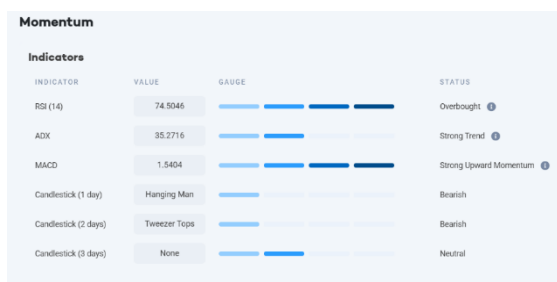 Momentum
Indicators
INDICATOR VALUE GAUGE STATUS
RSI (14) 74.5046 Overbought
ADX 35.2716 Strong Trend
MACD 1.5404 Strong Upward Momentum
Candlestick (1 day) Hanging Man Bearish
Candlestick (2 days) Tweezer Tops Bearish
Candlestick (3 days) None Neutral